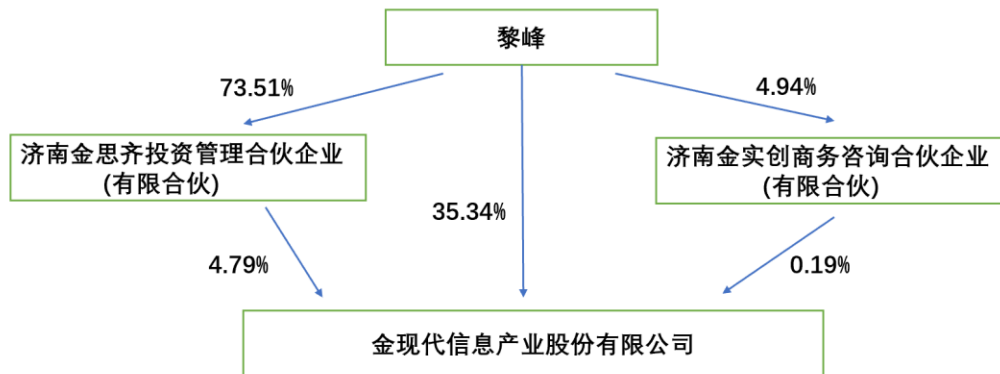 黎峰
73.51%
4.94%
济南金思齐投资管理合伙企业
(有限合伙)
济南金实创商务咨询合伙企业
(有限合伙)
35.34%
4.79%
0.19%
金现代信息产业股份有限公司